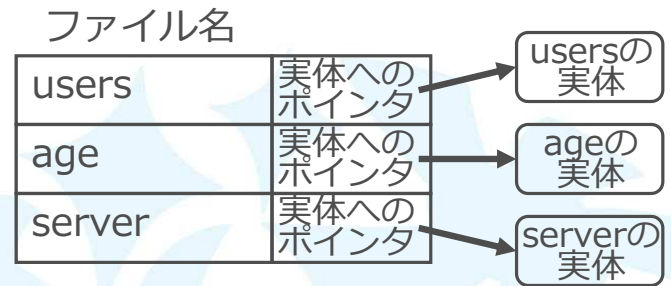 ファイル名
users
実体への
ポインタ
usersの
実体
age
実体への
ポインタ
ageの
実体
server
実体への
ポインタ
serverの
実体